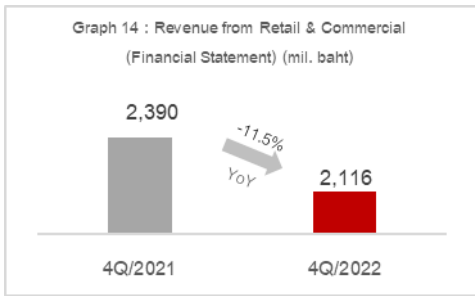 Graph 14 : Revenue from Retail & Commercial
(Financial Statement) (mil. baht)
2,390
-11.5%
YoY
2,116
4Q/2021
4Q/2022